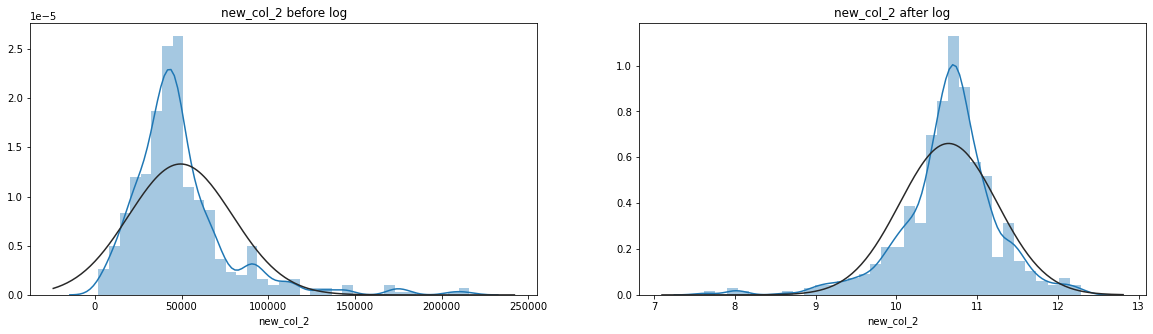 new_col_2 before log
1e−5
2.5
2.0
1.5
1.0
0.5
0.0
0 50000 100000 150000 200000 250000
new_col_2
new_col_2 after log
1.0
0.8
0.6
0.4
0.2
0.0
7 8 9 10 11 12 13
new_col_2